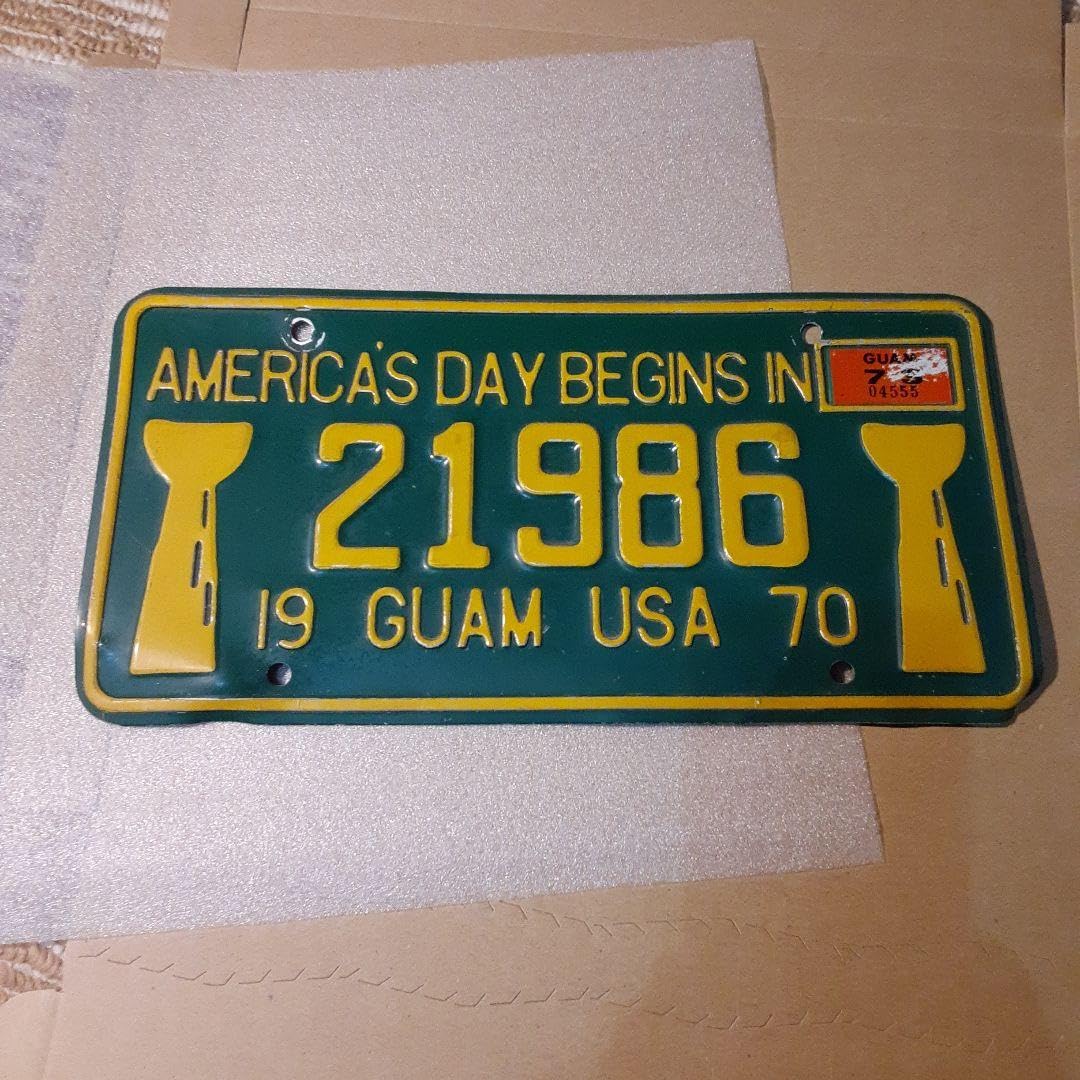 AMERICA'S DAY BEGINS IN
GUAM
04555
21986
19 GUAM USA 70